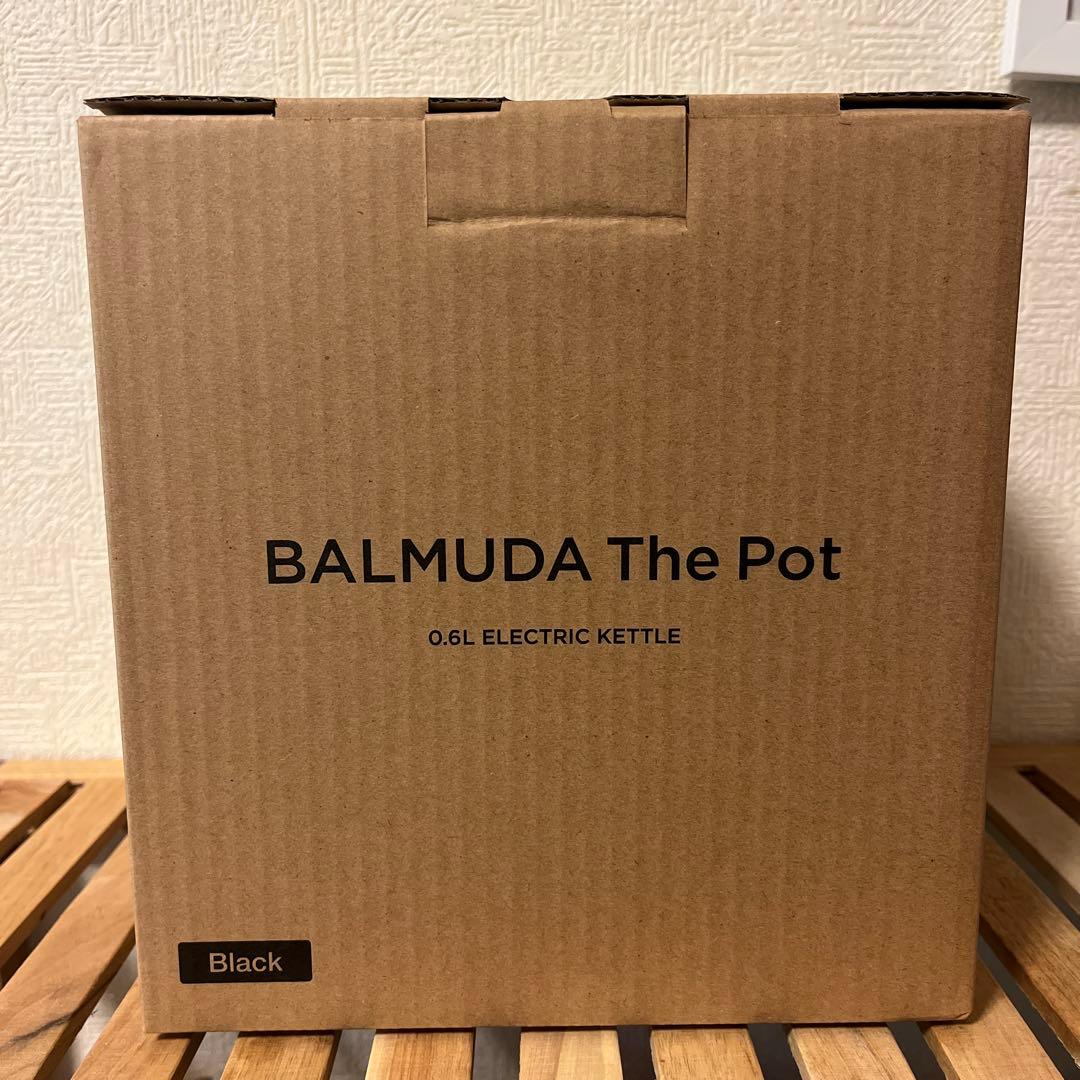 BALMUDA The Pot
0.6L ELECTRIC KETTLE
Black